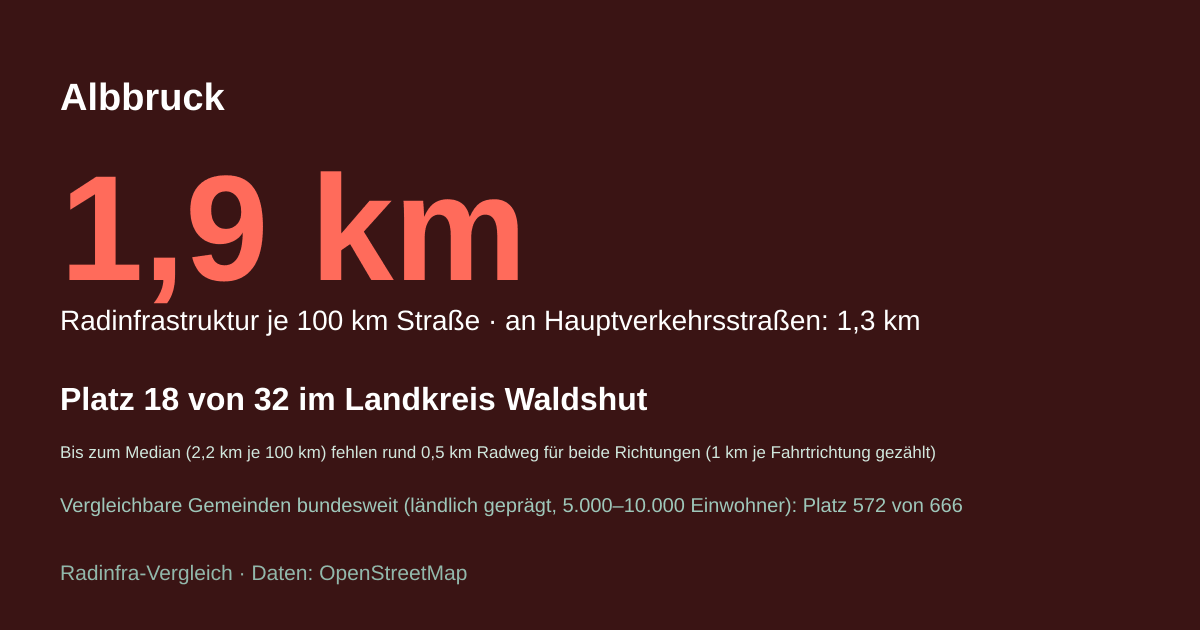 Albbruck
1,9 km
Radinfrastruktur je 100 km Straße · an Hauptverkehrsstraßen: 1,3 km
Platz 18 von 32 im Landkreis Waldshut
Bis zum Median (2,2 km je 100 km) fehlen rund 0,5 km Radweg für beide Richtungen (1 km je Fahrtrichtung gezählt)
Vergleichbare Gemeinden bundesweit (ländlich geprägt, 5.000–10.000 Einwohner): Platz 572 von 666
Radinfra-Vergleich · Daten: OpenStreetMap